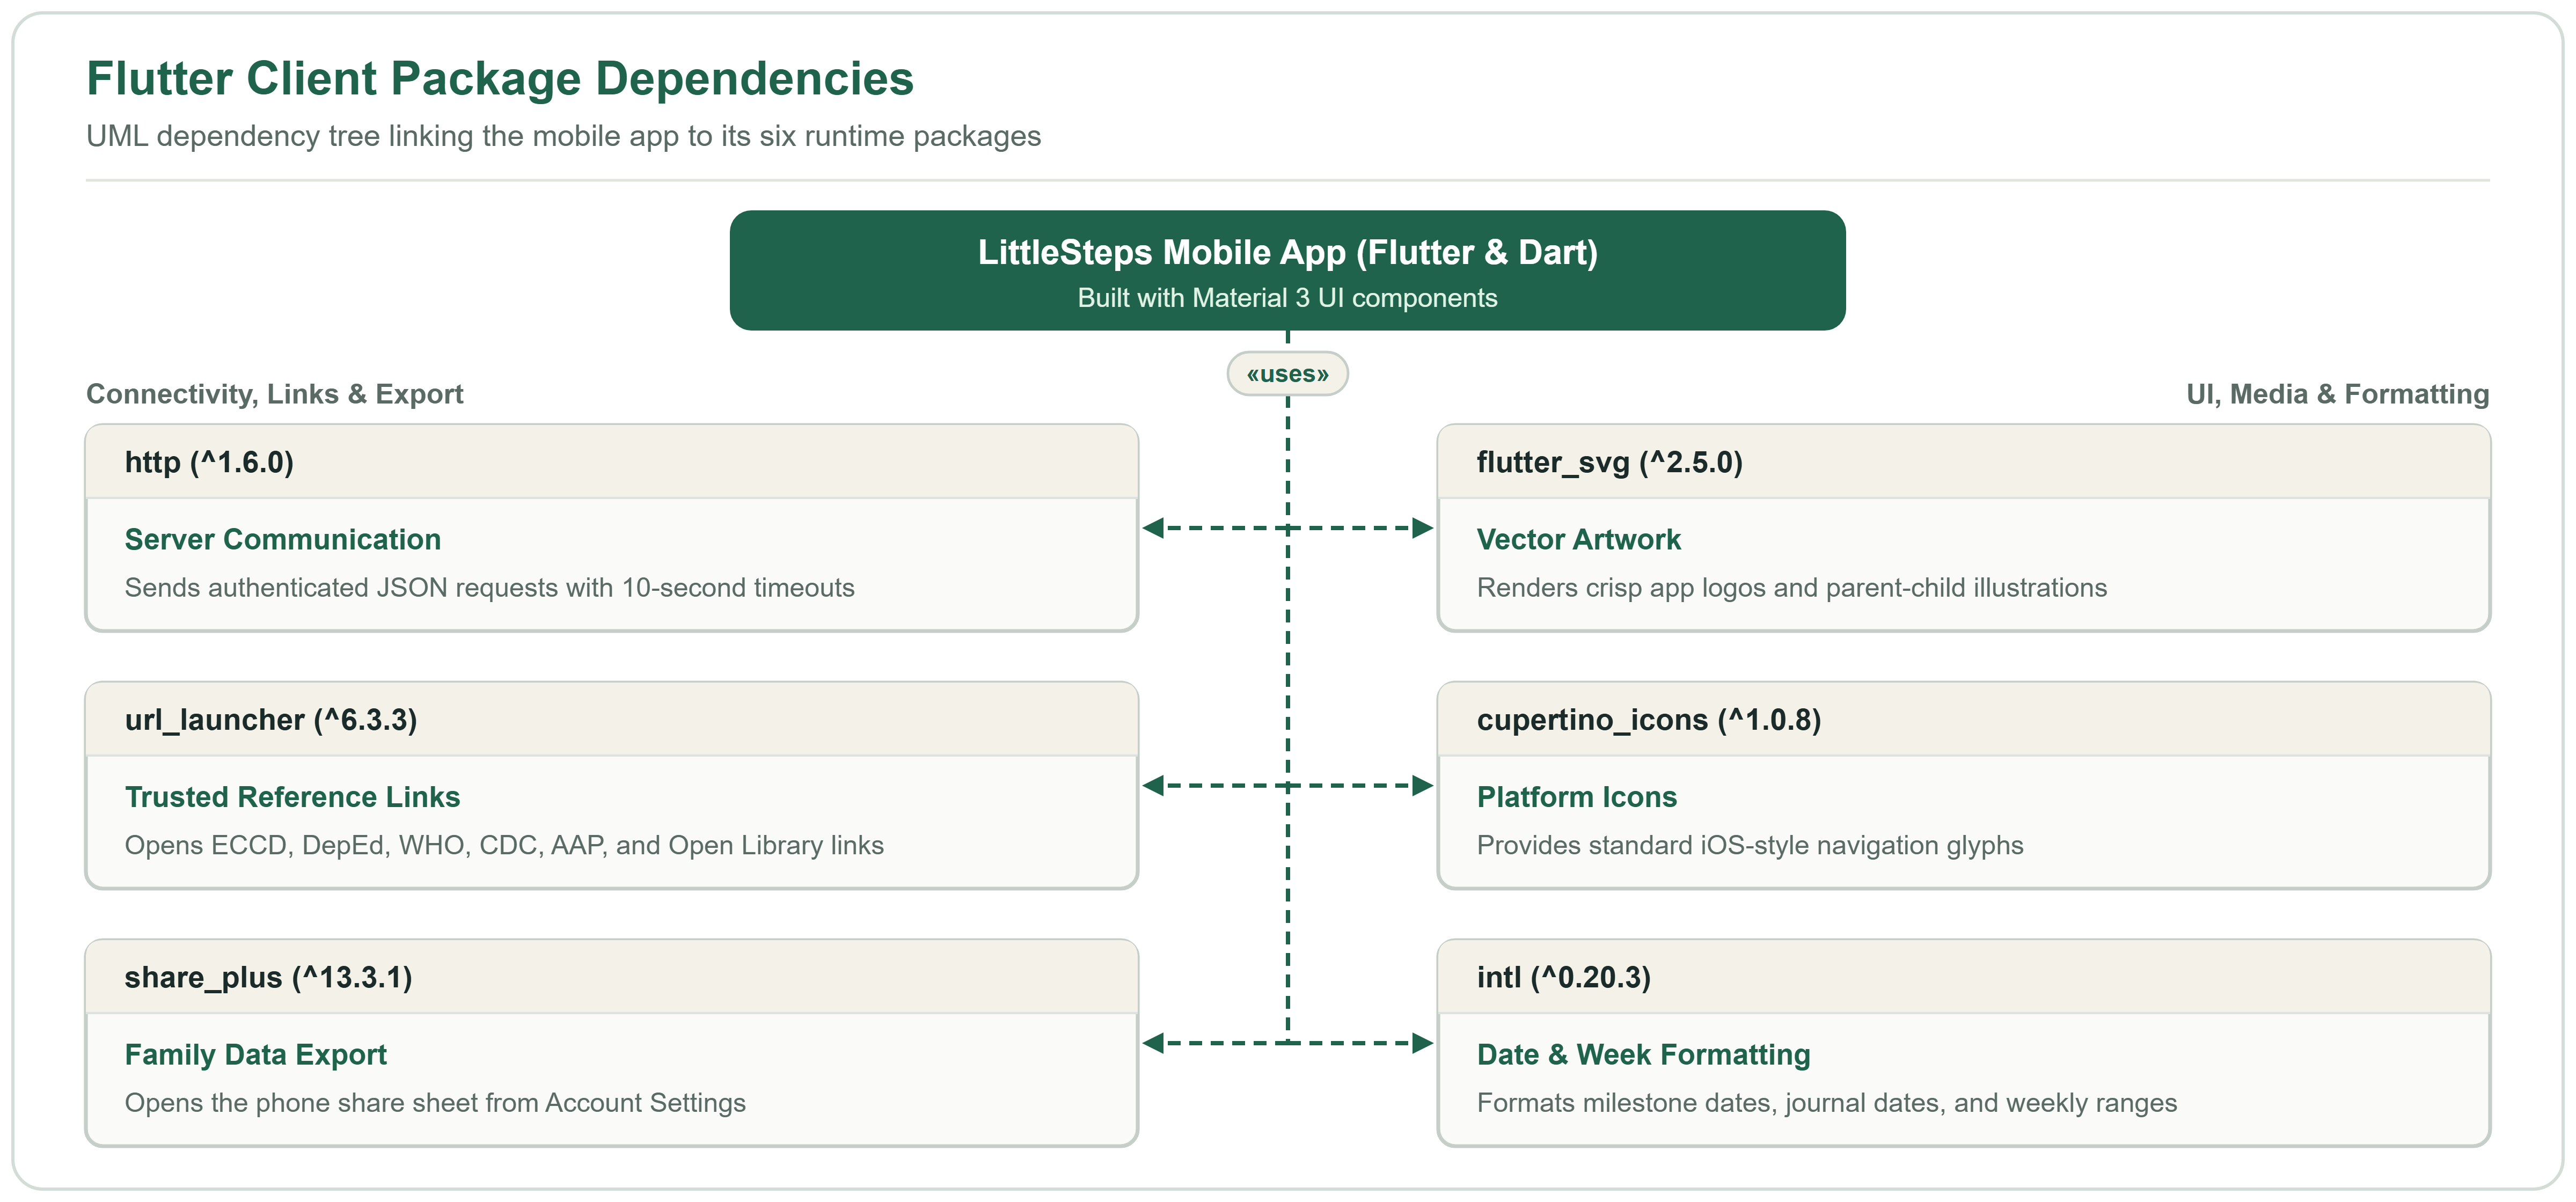 Flutter Client Package Dependencies
UML dependency tree linking the mobile app to its six runtime packages
LittleSteps Mobile App (Flutter & Dart)
Built with Material 3 UI components
«uses»
Connectivity, Links & Export
http (^1.6.0)
Server Communication
Sends authenticated JSON requests with 10-second timeouts
url_launcher (^6.3.3)
Trusted Reference Links
Opens ECCD, DepEd, WHO, CDC, AAP, and Open Library links
share_plus (^13.3.1)
Family Data Export
Opens the phone share sheet from Account Settings
UI, Media & Formatting
flutter_svg (^2.5.0)
Vector Artwork
Renders crisp app logos and parent-child illustrations
cupertino_icons (^1.0.8)
Platform Icons
Provides standard iOS-style navigation glyphs
intl (^0.20.3)
Date & Week Formatting
Formats milestone dates, journal dates, and weekly ranges